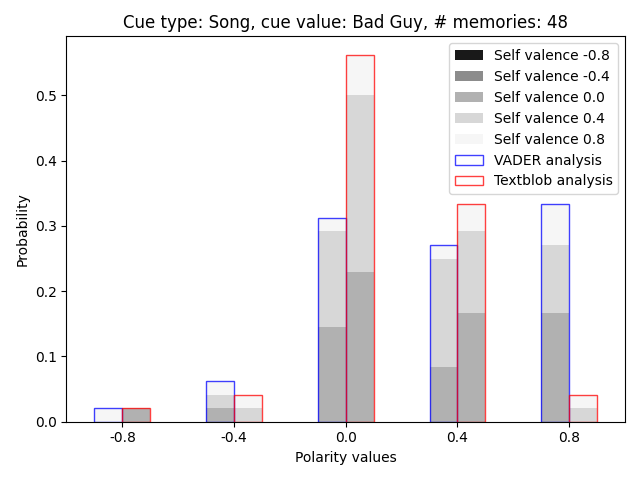 Cue type: Song, cue value: Bad Guy, # memories: 48
Self valence -0.8
Self valence -0.4
Self valence 0.0
Self valence 0.4
Self valence 0.8
VADER analysis
Textblob analysis
Probability
0.5
0.4
0.3
0.2
0.1
0.0
-0.8
-0.4
0.0
0.4
0.8
Polarity values